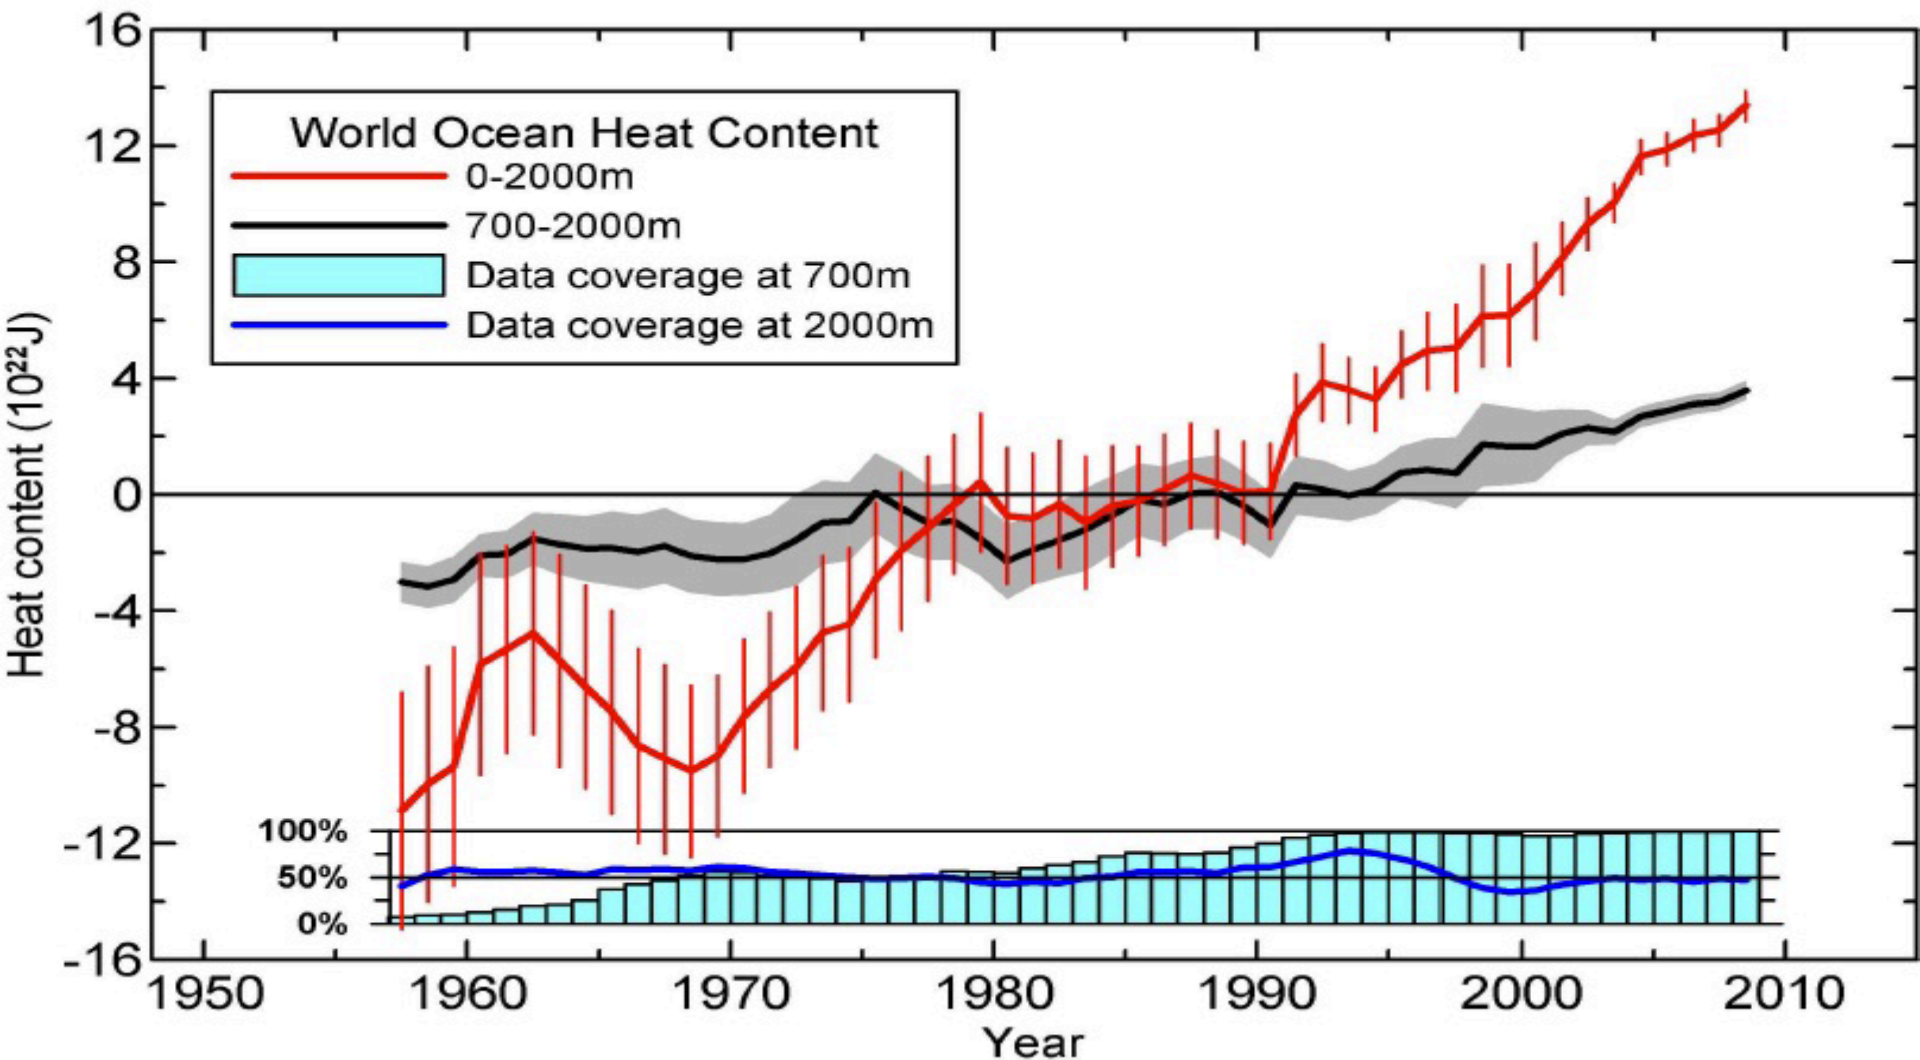 16
12
8
4
0
-4
-8
-12
-16
Heat content (10²²J)
World Ocean Heat Content
0-2000m
700-2000m
Data coverage at 700m
Data coverage at 2000m
100%
50%
0%
1950 1960 1970 1980 1990 2000 2010
Year